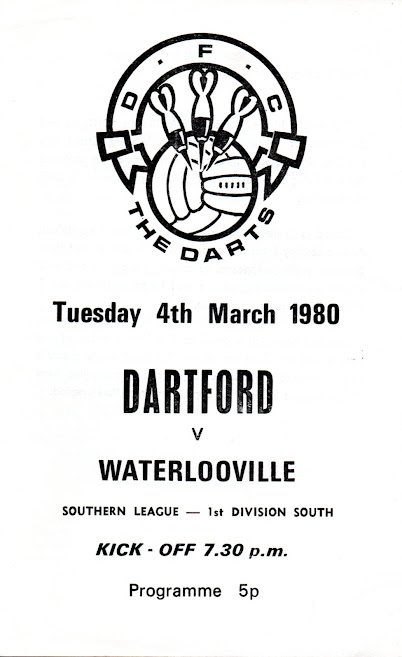 D · F · C
THE DARTS
Tuesday 4th March 1980
DARTFORD
v
WATERLOOVILLE
SOUTHERN LEAGUE — 1st DIVISION SOUTH
KICK - OFF 7.30 p.m.
Programme 5p